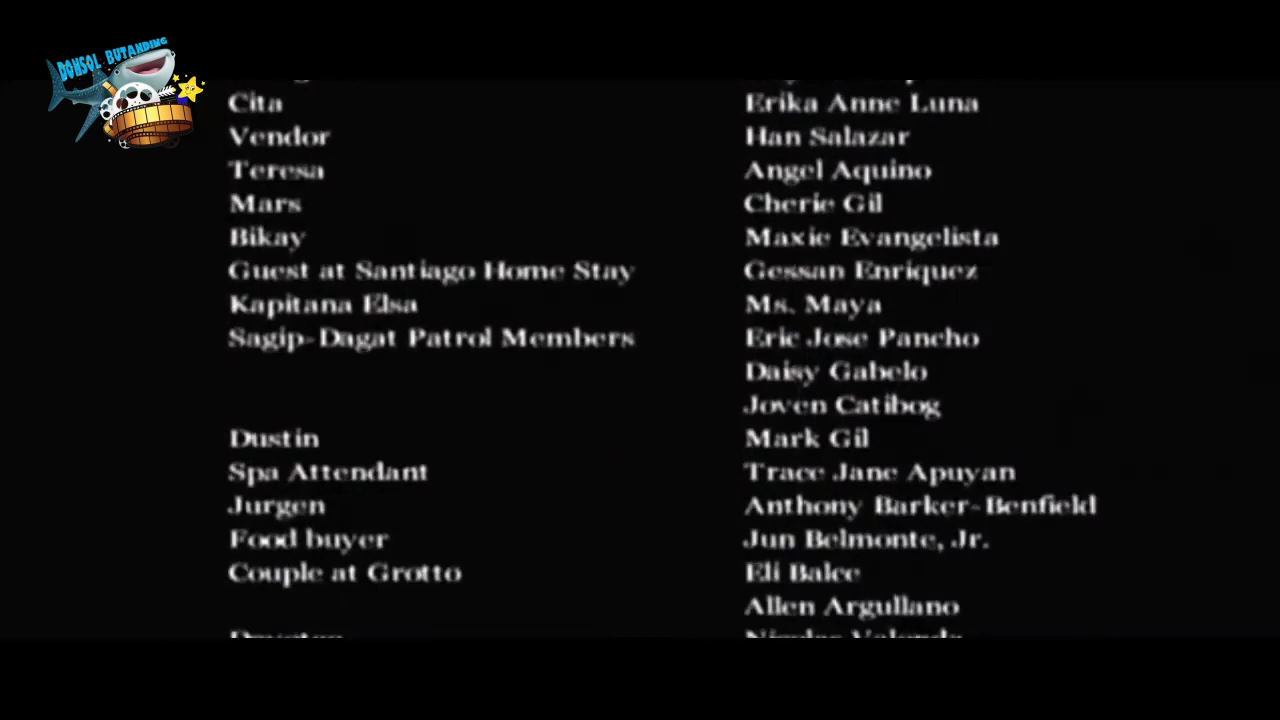 DONSOL BUTANDING
Cita Erika Anne Luna
Vendor Han Salazar
Teresa Angel Aquino
Mars Cherie Gil
Bikay Maxie Evangelista
Guest at Santiago Home Stay Gessan Enriquez
Kapitana Elsa Ms. Maya
Sagip-Dagat Patrol Members Eric Jose Pancho
Daisy Gabelo
Joven Catibog
Dustin Mark Gil
Spa Attendant Trace Jane Apuyan
Jurgen Anthony Barker-Benfield
Food buyer Jun Belmonte, Jr.
Couple at Grotto Eli Balce
Allen Argullano